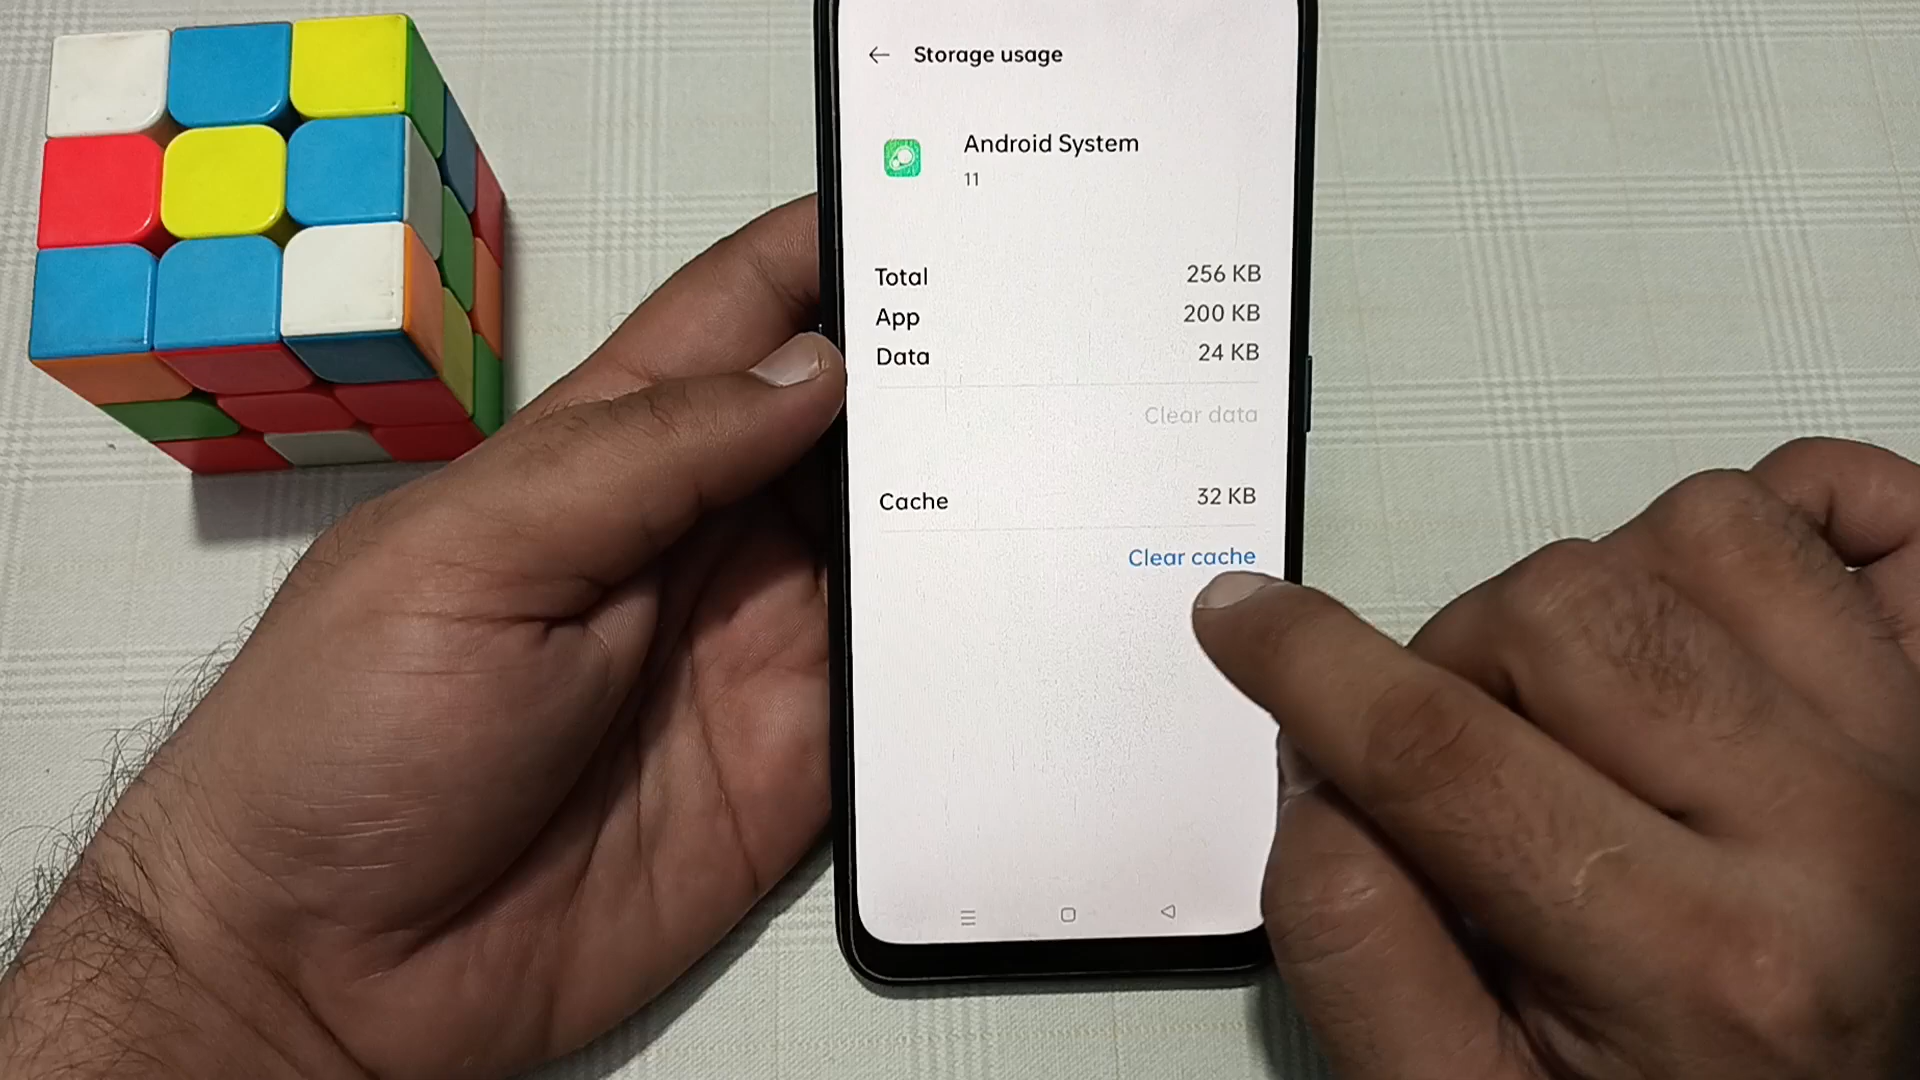 Storage usage
Android System
11
Total 256 KB
App 200 KB
Data 24 KB
Clear data
Cache 32 KB
Clear cache